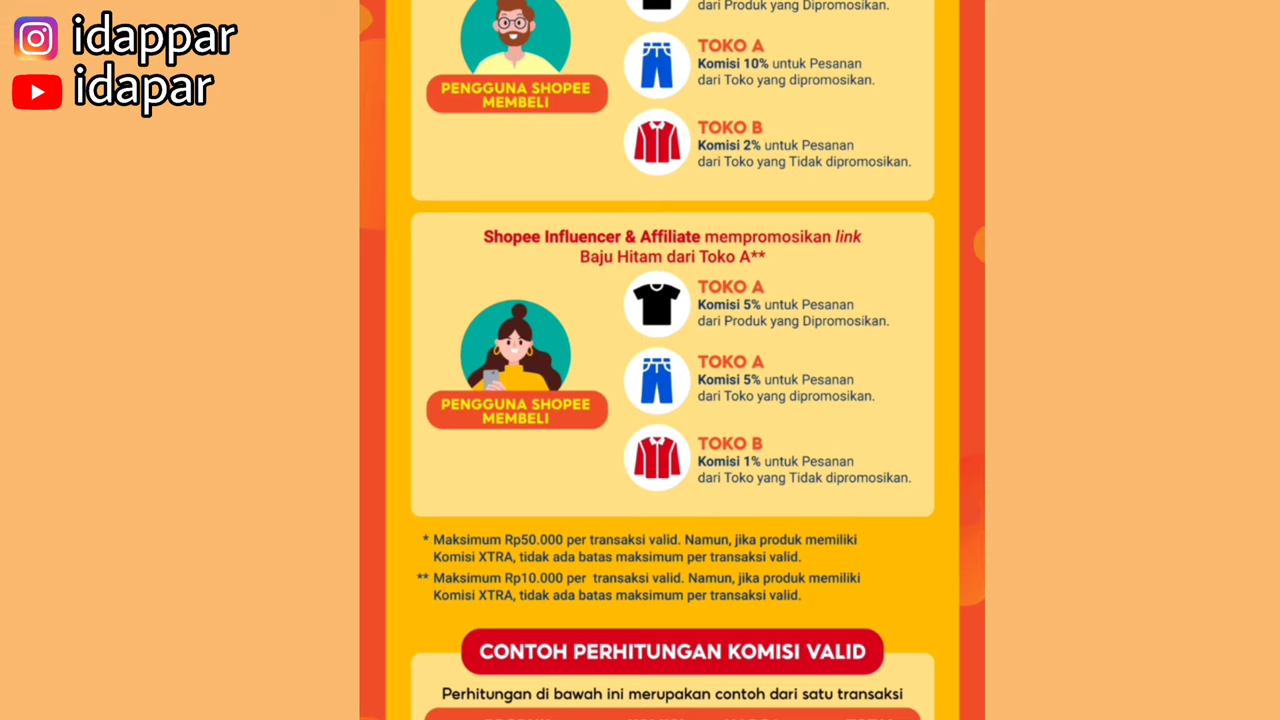 idappar
idapar
dari Produk yang Dipromosikan.
TOKO A
Komisi 10% untuk Pesanan
dari Toko yang dipromosikan.
PENGGUNA SHOPEE
MEMBELI
TOKO B
Komisi 2% untuk Pesanan
dari Toko yang Tidak dipromosikan.
Shopee Influencer & Affiliate mempromosikan link
Baju Hitam dari Toko A**
TOKO A
Komisi 5% untuk Pesanan
dari Produk yang Dipromosikan.
TOKO A
Komisi 5% untuk Pesanan
dari Toko yang dipromosikan.
PENGGUNA SHOPEE
MEMBELI
TOKO B
Komisi 1% untuk Pesanan
dari Toko yang Tidak dipromosikan.
* Maksimum Rp50.000 per transaksi valid. Namun, jika produk memiliki
Komisi XTRA, tidak ada batas maksimum per transaksi valid.
** Maksimum Rp10.000 per transaksi valid. Namun, jika produk memiliki
Komisi XTRA, tidak ada batas maksimum per transaksi valid.
CONTOH PERHITUNGAN KOMISI VALID
Perhitungan di bawah ini merupakan contoh dari satu transaksi